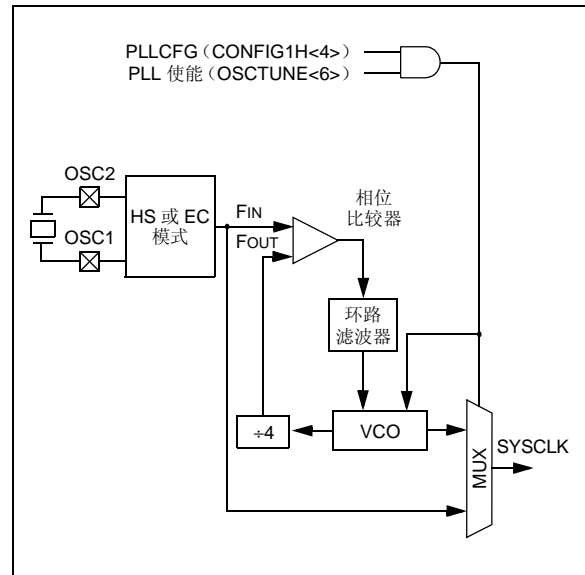 PLLCFG（CONFIG1H<4>）
PLL 使能（OSCTUNE<6>）
OSC2
OSC1
HS 或 EC
模式
FIN
FOUT
相位
比较器
环路
滤波器
÷4
VCO
MUX
SYSCLK